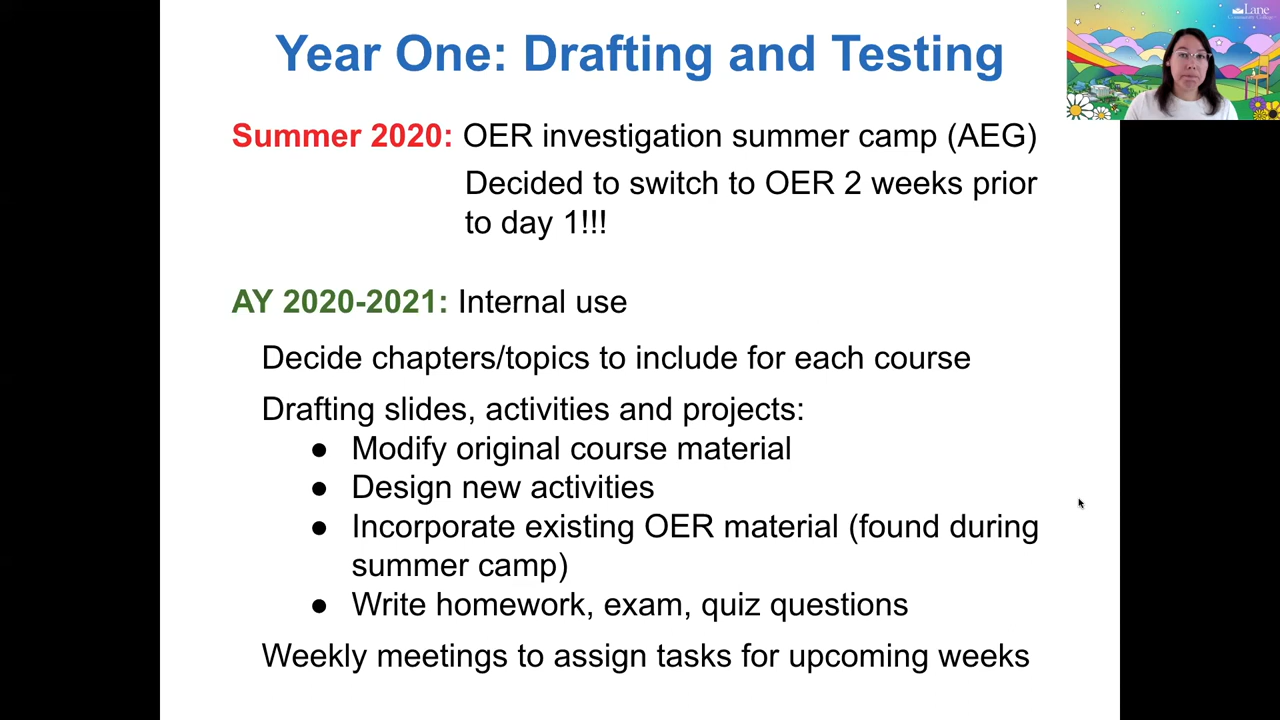 Year One: Drafting and Testing
Lane
Community College
Summer 2020: OER investigation summer camp (AEG)
Decided to switch to OER 2 weeks prior
to day 1!!!
AY 2020-2021: Internal use
Decide chapters/topics to include for each course
Drafting slides, activities and projects:
● Modify original course material
● Design new activities
● Incorporate existing OER material (found during
summer camp)
● Write homework, exam, quiz questions
Weekly meetings to assign tasks for upcoming weeks